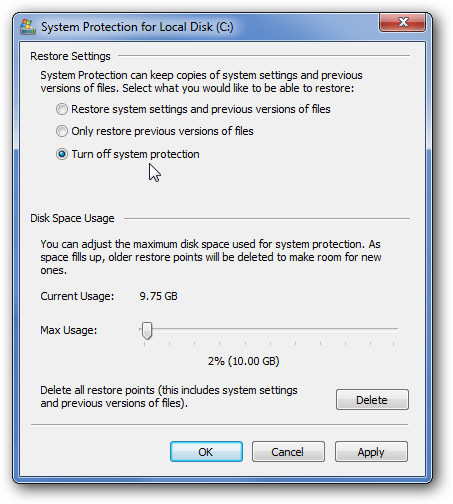 System Protection for Local Disk (C:)
Restore Settings
System Protection can keep copies of system settings and previous
versions of files. Select what you would like to be able to restore:
Restore system settings and previous versions of files
Only restore previous versions of files
Turn off system protection
Disk Space Usage
You can adjust the maximum disk space used for system protection. As
space fills up, older restore points will be deleted to make room for new
ones.
Current Usage: 9.75 GB
Max Usage:
2% (10.00 GB)
Delete all restore points (this includes system settings
and previous versions of files).
Delete
OK Cancel Apply